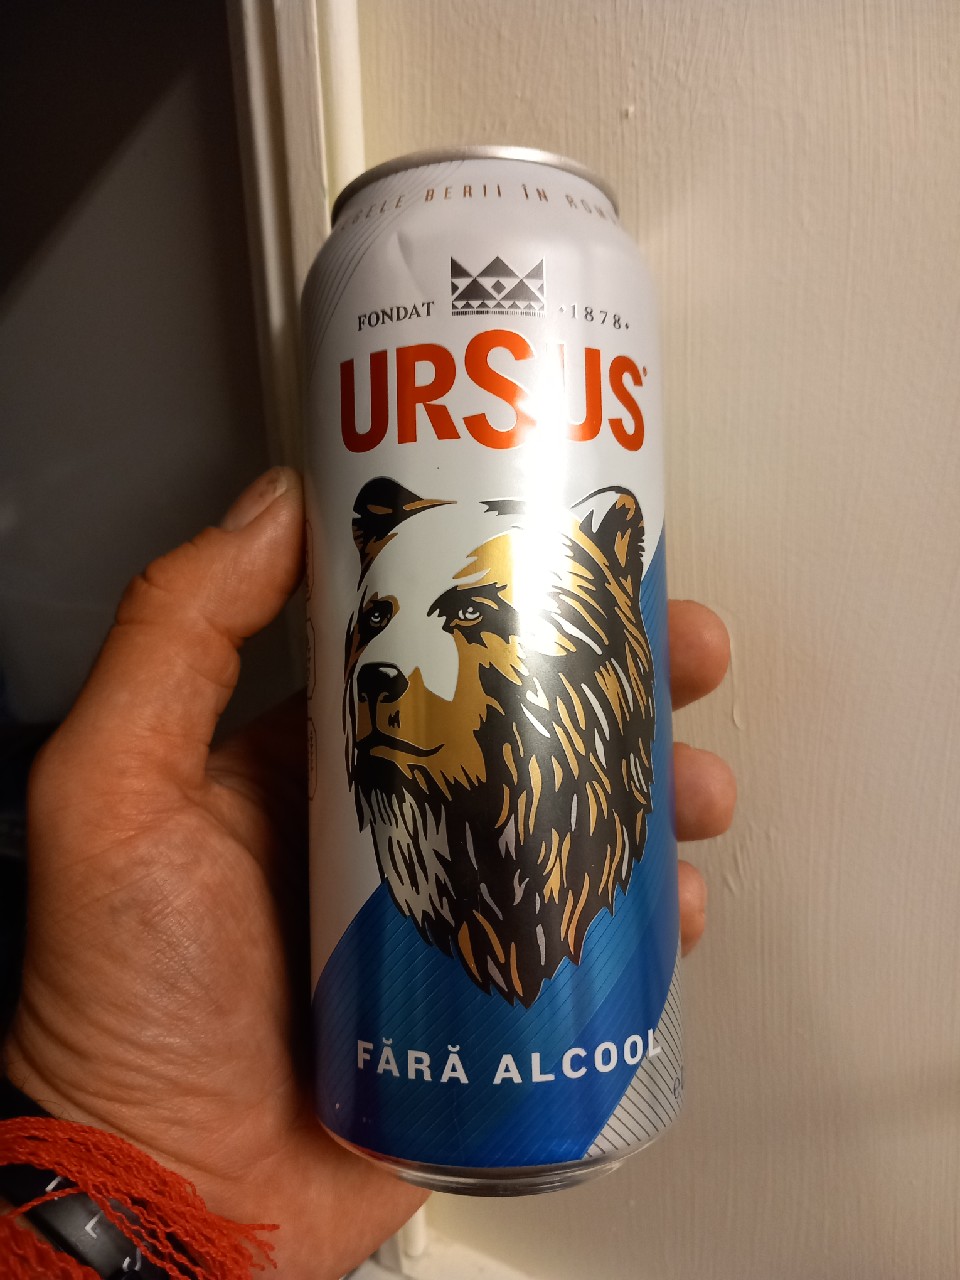 BERII ÎN
FONDAT ·1878·
URSUS
FĂRĂ ALCOOL